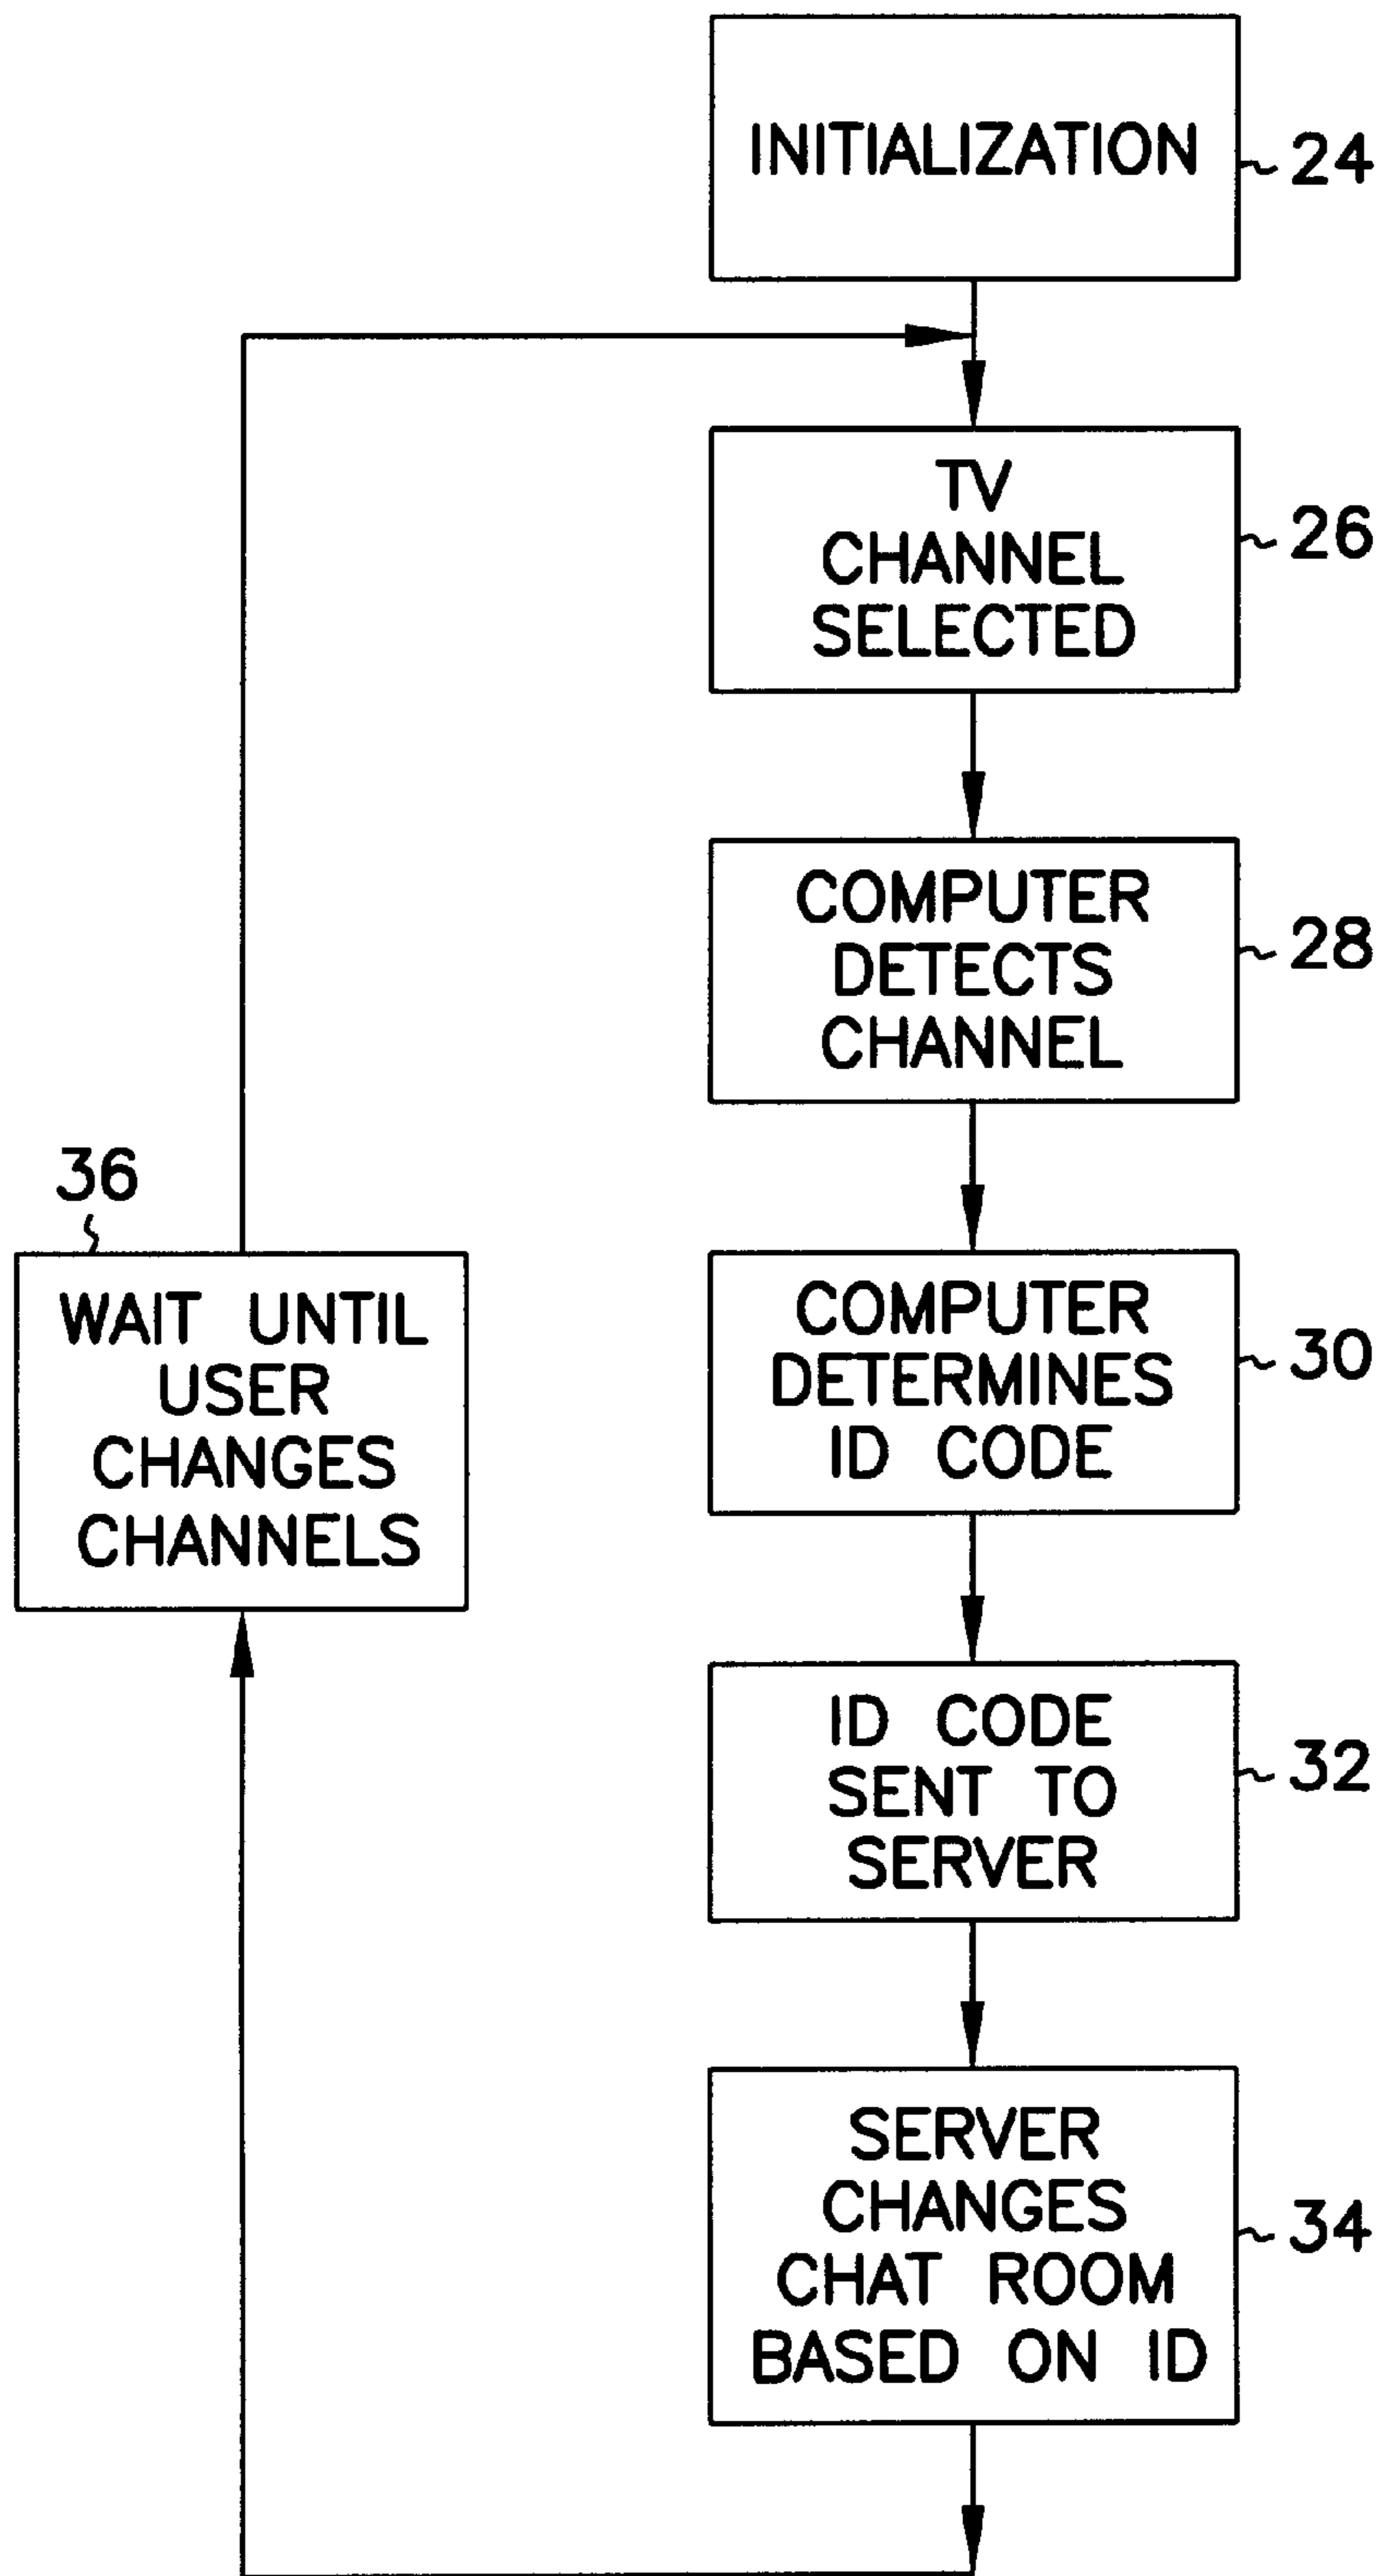 INITIALIZATION
24
TV
CHANNEL
SELECTED
26
COMPUTER
DETECTS
CHANNEL
28
COMPUTER
DETERMINES
ID CODE
30
ID CODE
SENT TO
SERVER
32
SERVER
CHANGES
CHAT ROOM
BASED ON ID
34
36
WAIT UNTIL
USER
CHANGES
CHANNELS